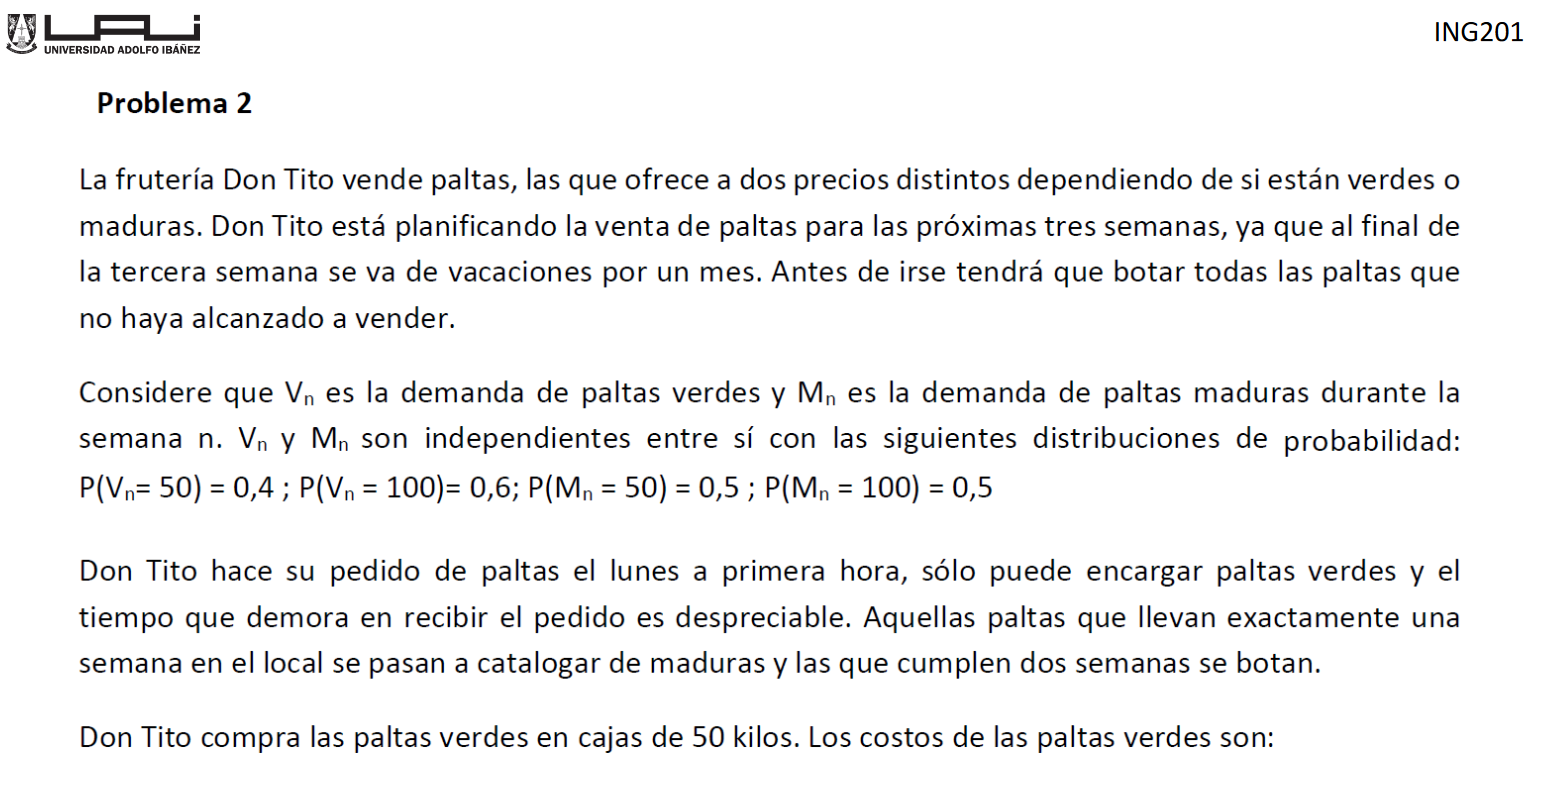 UAI
UNIVERSIDAD ADOLFO IBÁÑEZ
ING201
Problema 2
La frutería Don Tito vende paltas, las que ofrece a dos precios distintos dependiendo de si están verdes o
maduras. Don Tito está planificando la venta de paltas para las próximas tres semanas, ya que al final de
la tercera semana se va de vacaciones por un mes. Antes de irse tendrá que botar todas las paltas que
no haya alcanzado a vender.
Considere que Vn es la demanda de paltas verdes y Mn es la demanda de paltas maduras durante la
semana n. Vn y Mn son independientes entre sí con las siguientes distribuciones de probabilidad:
P(Vn= 50) = 0,4 ; P(Vn = 100)= 0,6; P(Mn = 50) = 0,5 ; P(Mn = 100) = 0,5
Don Tito hace su pedido de paltas el lunes a primera hora, sólo puede encargar paltas verdes y el
tiempo que demora en recibir el pedido es despreciable. Aquellas paltas que llevan exactamente una
semana en el local se pasan a catalogar de maduras y las que cumplen dos semanas se botan.
Don Tito compra las paltas verdes en cajas de 50 kilos. Los costos de las paltas verdes son: